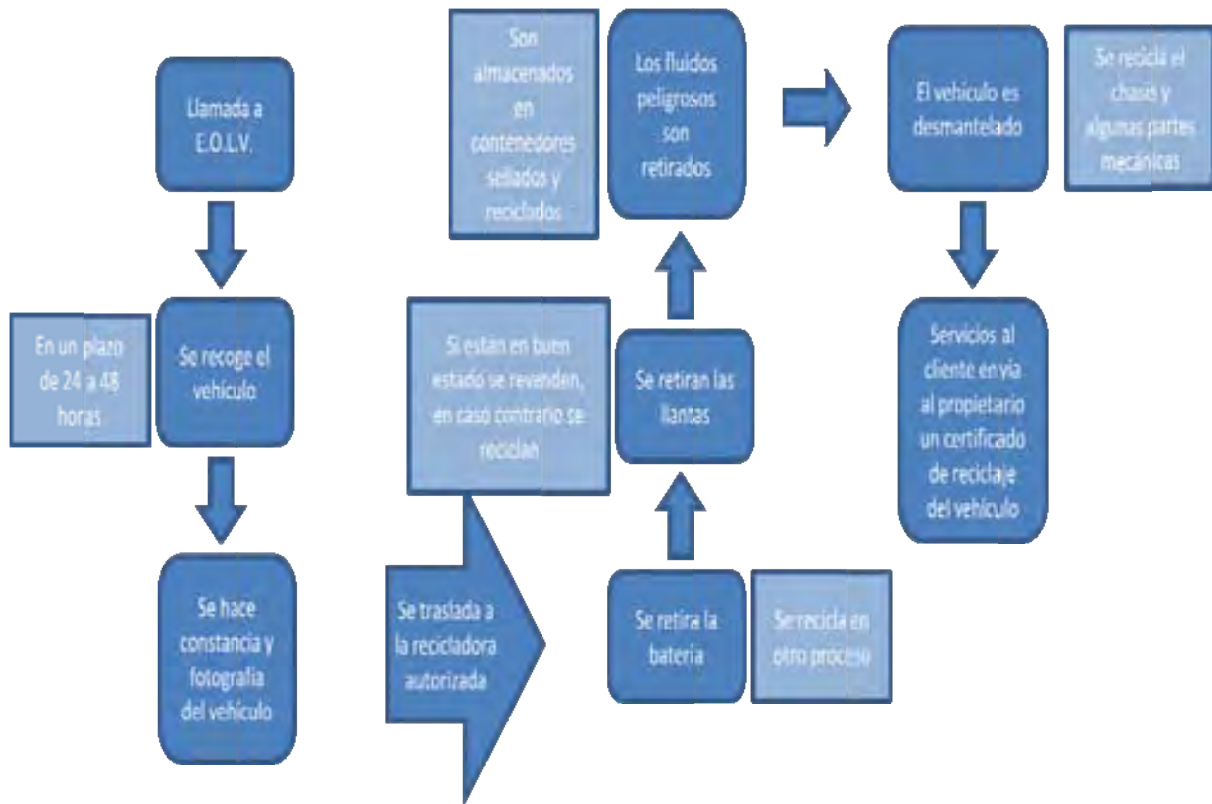 Llamada a
E.O.L.V.
En un plazo
de 24 a 48
horas
Se recoge el
vehículo
Se hace
constancia y
fotografia
del vehículo
Se traslada a
la recicladora
autorizada
Se retira la
bateria
Se recicla en
otro proceso
Si estan en buen
estado se revenden,
en caso contrario se
reciclan
Se retiran las
llantas
Son
almacenados
en
contenedores
sellados y
reciclados
Los fluidos
peligrosos
son
retirados
El vehículo es
desmantelado
Se recicla el
chasis y
algunas partes
mecánicas
Servicios al
cliente envía
al propietario
un certificado
de reciclaje
del vehículo